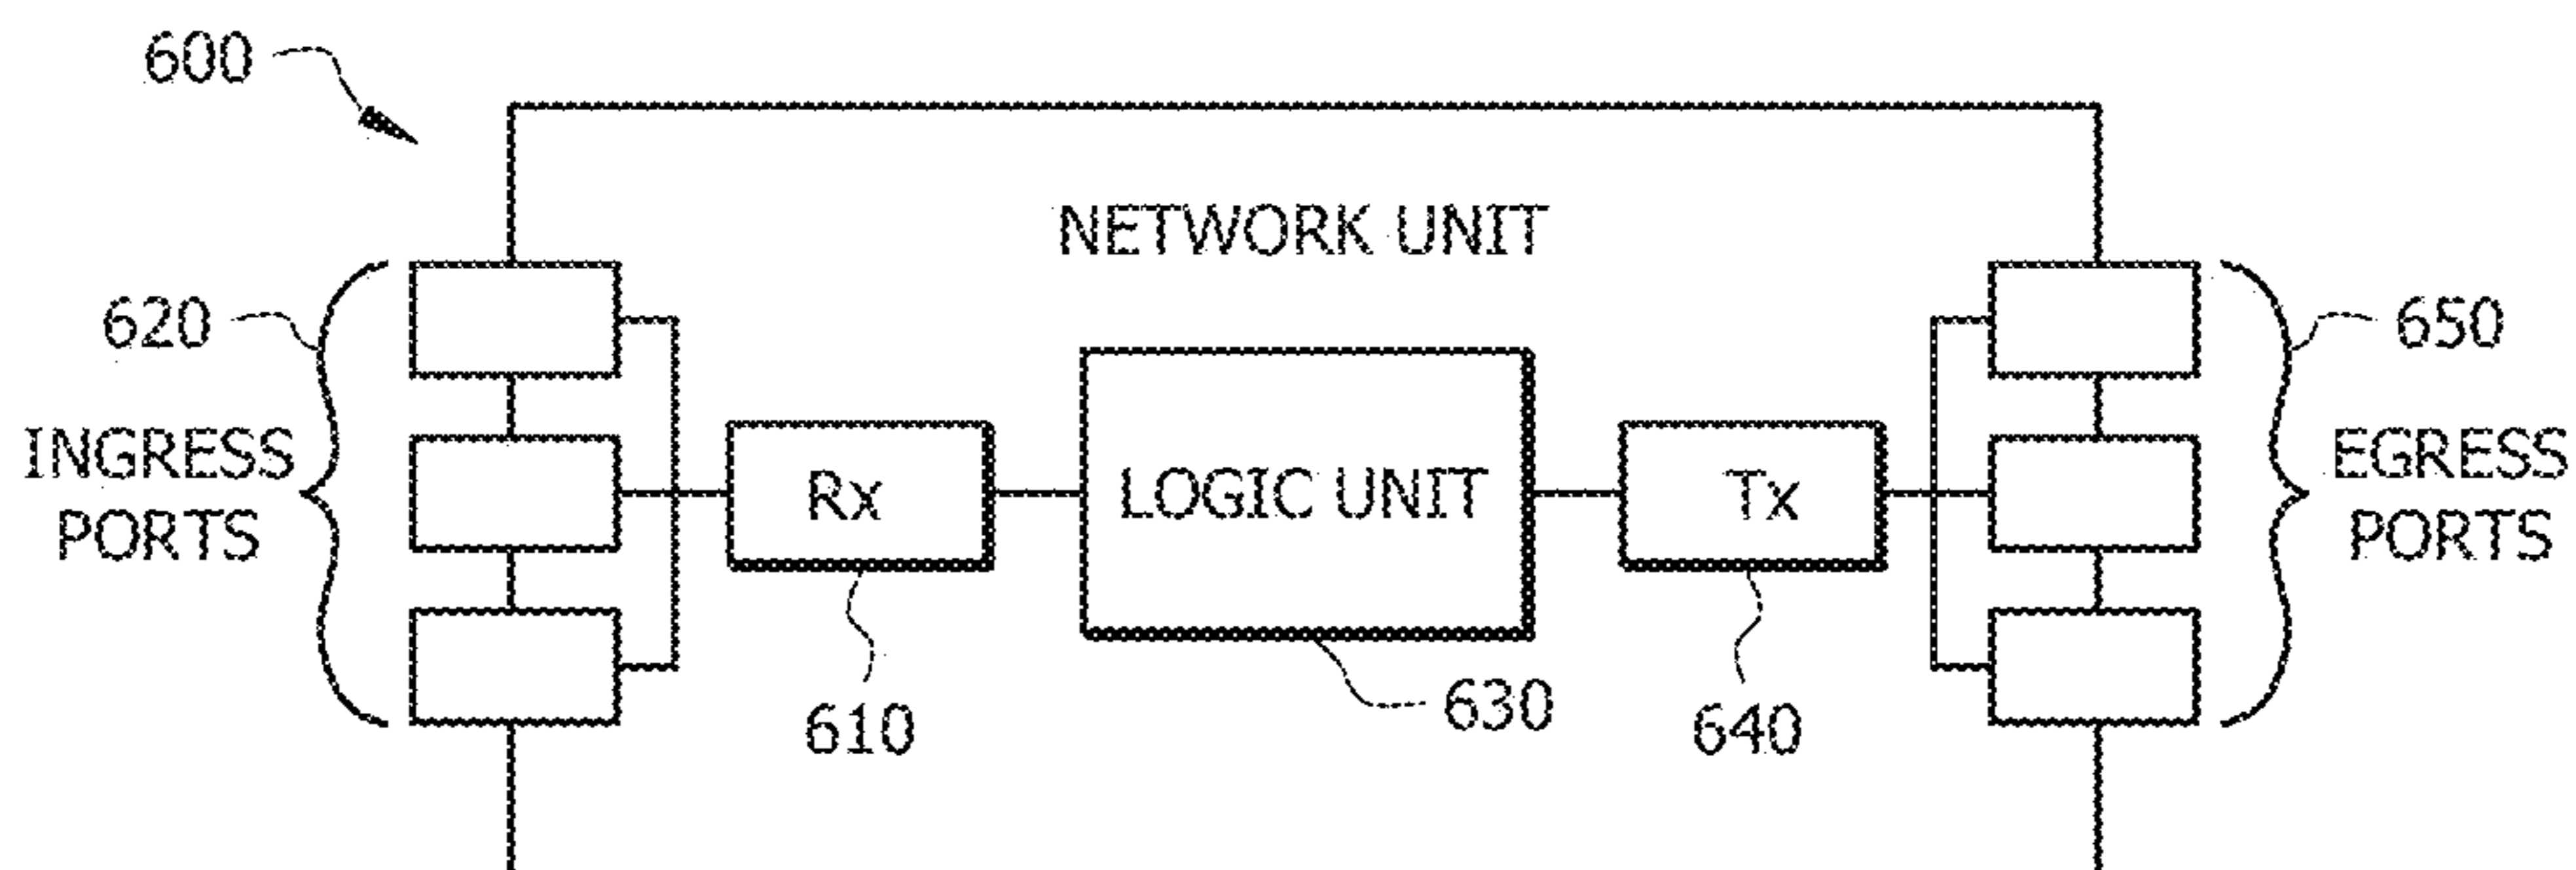 600
NETWORK UNIT
620
650
INGRESS
PORTS
Rx
LOGIC UNIT
Tx
EGRESS
PORTS
610
630
640